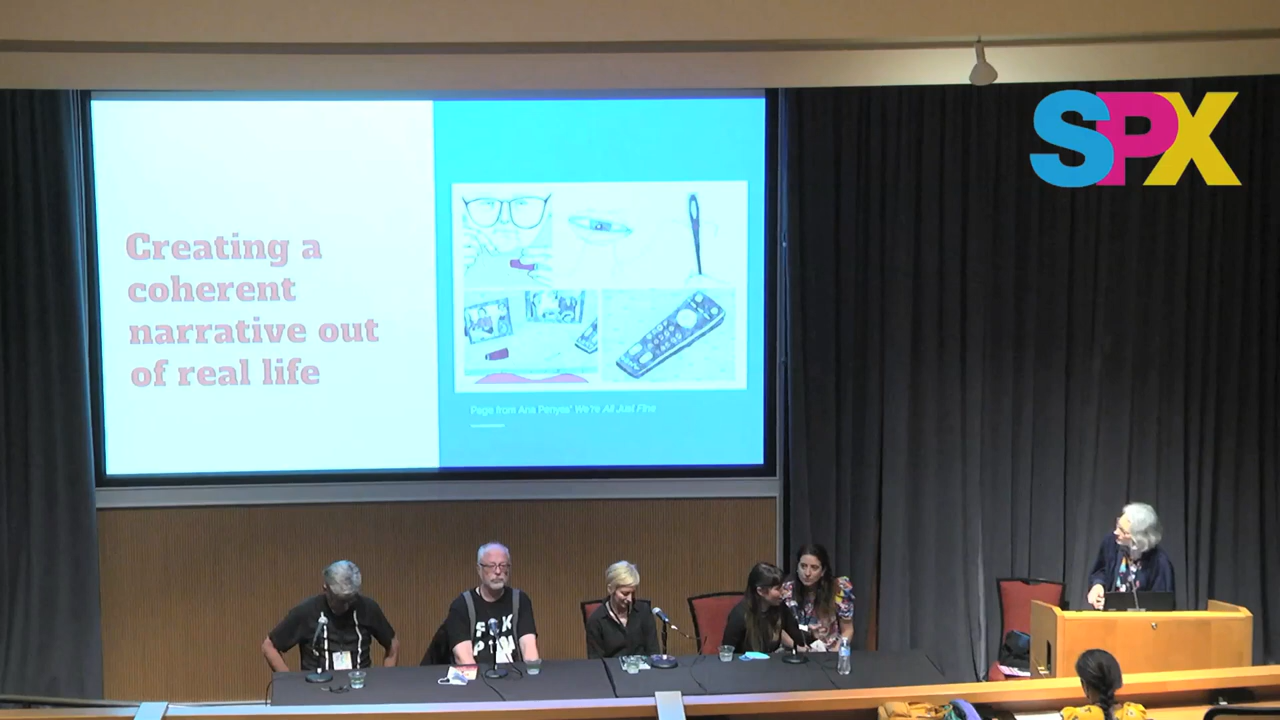 SPX
Creating a
coherent
narrative out
of real life
Page from Ana Penyas' We're All Just Fine